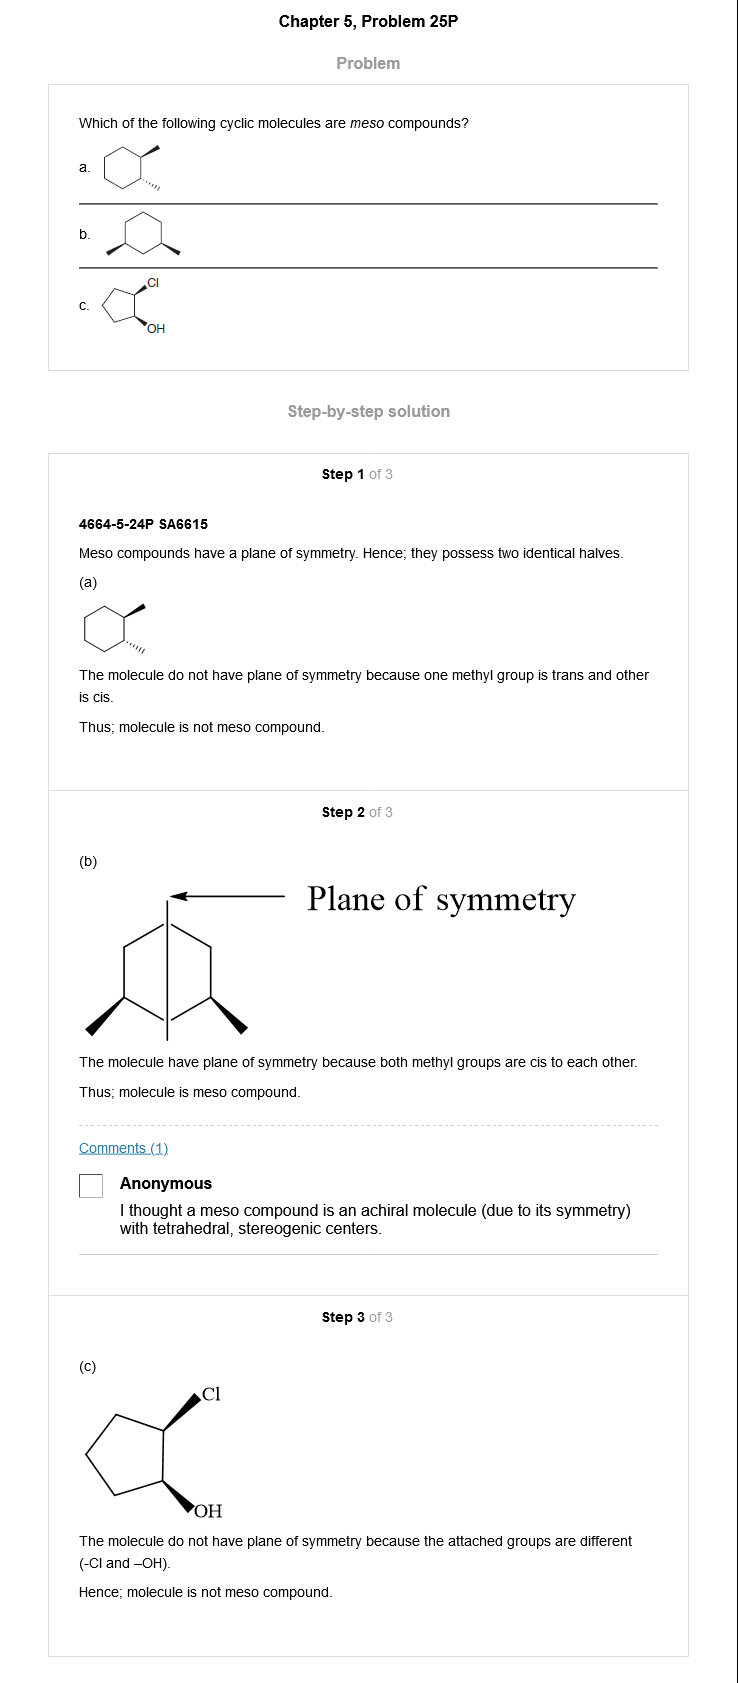 Chapter 5, Problem 25P
Problem
Which of the following cyclic molecules are meso compounds?
a.
b.
Cl
c.
OH
Step-by-step solution
Step 1 of 3
4664-5-24P SA6615
Meso compounds have a plane of symmetry. Hence; they possess two identical halves.
(a)
The molecule do not have plane of symmetry because one methyl group is trans and other
is cis.
Thus; molecule is not meso compound.
Step 2 of 3
(b)
Plane of symmetry
The molecule have plane of symmetry because both methyl groups are cis to each other.
Thus; molecule is meso compound.
Comments (1)
Anonymous
I thought a meso compound is an achiral molecule (due to its symmetry)
with tetrahedral, stereogenic centers.
Step 3 of 3
(c)
Cl
OH
The molecule do not have plane of symmetry because the attached groups are different
(-Cl and –OH).
Hence; molecule is not meso compound.